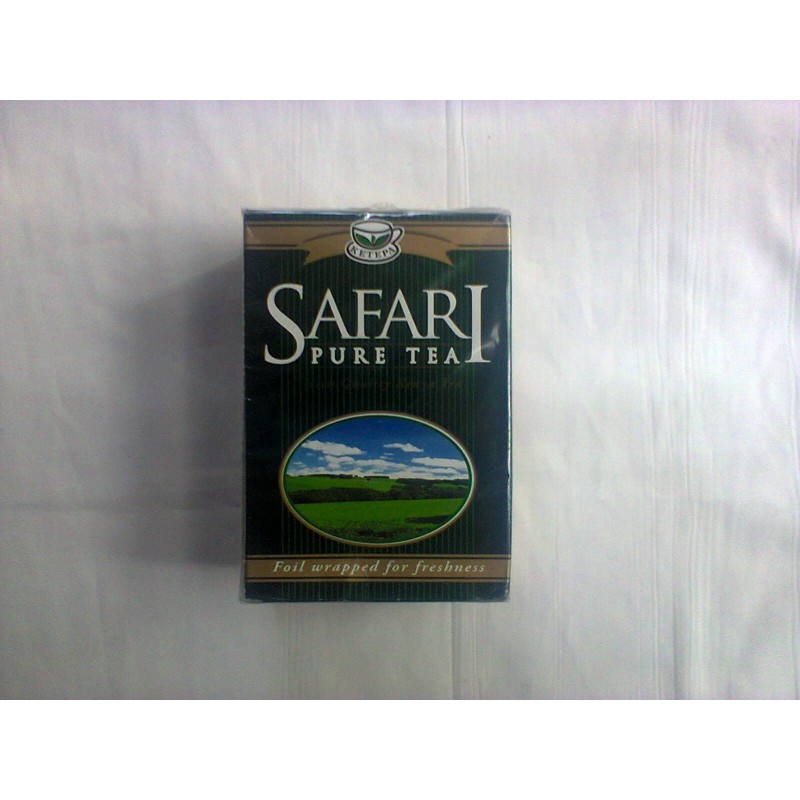 KETEPA
SAFARI
PURE TEA
Foil wrapped for freshness